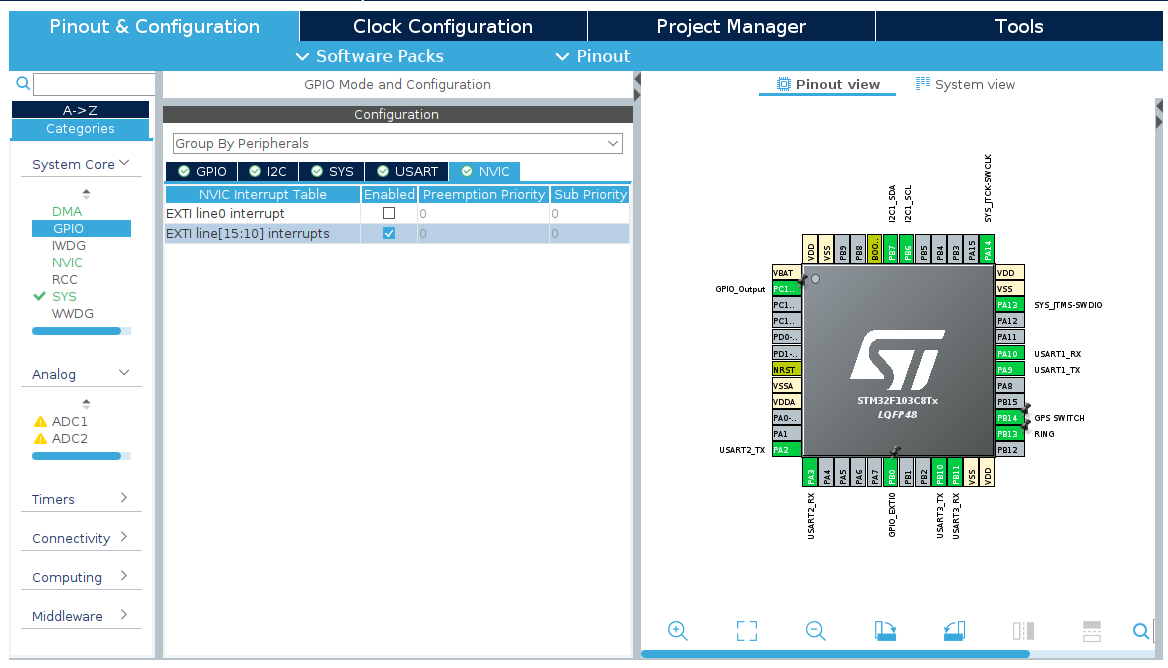 Pinout & Configuration
Clock Configuration
Project Manager
Tools
Software Packs
Pinout
A->Z
Categories
System Core
DMA
GPIO
IWDG
NVIC
RCC
SYS
WWDG
Analog
ADC1
ADC2
Timers
Connectivity
Computing
Middleware
GPIO Mode and Configuration
Configuration
Group By Peripherals
GPIO
I2C
SYS
USART
NVIC
NVIC Interrupt Table
Enabled
Preemption Priority
Sub Priority
EXTI line0 interrupt
0
0
EXTI line[15:10] interrupts
0
0
Pinout view
System view
I2C1_SDA
I2C1_SCL
SYS_JTCK-SWCLK
VDD
VSS
PB9
PB8
BOO..
PB7
PB6
PB5
PB4
PB3
PA15
PA14
VBAT
GPIO_Output
PC1..
PC1..
PC1..
PD0-..
PD1-..
NRST
VSSA
VDDA
PA0-..
PA1
USART2_TX
PA2
VDD
VSS
PA13
SYS_JTMS-SWDIO
PA12
PA11
PA10
USART1_RX
PA9
USART1_TX
PA8
PB15
PB14
GPS SWITCH
PB13
RING
PB12
ST
STM32F103C8Tx
LQFP48
PA3
PA4
PA5
PA6
PA7
PB0
PB1
PB2
PB10
PB11
VSS
VDD
USART2_RX
GPIO_EXTI0
USART3_TX
USART3_RX